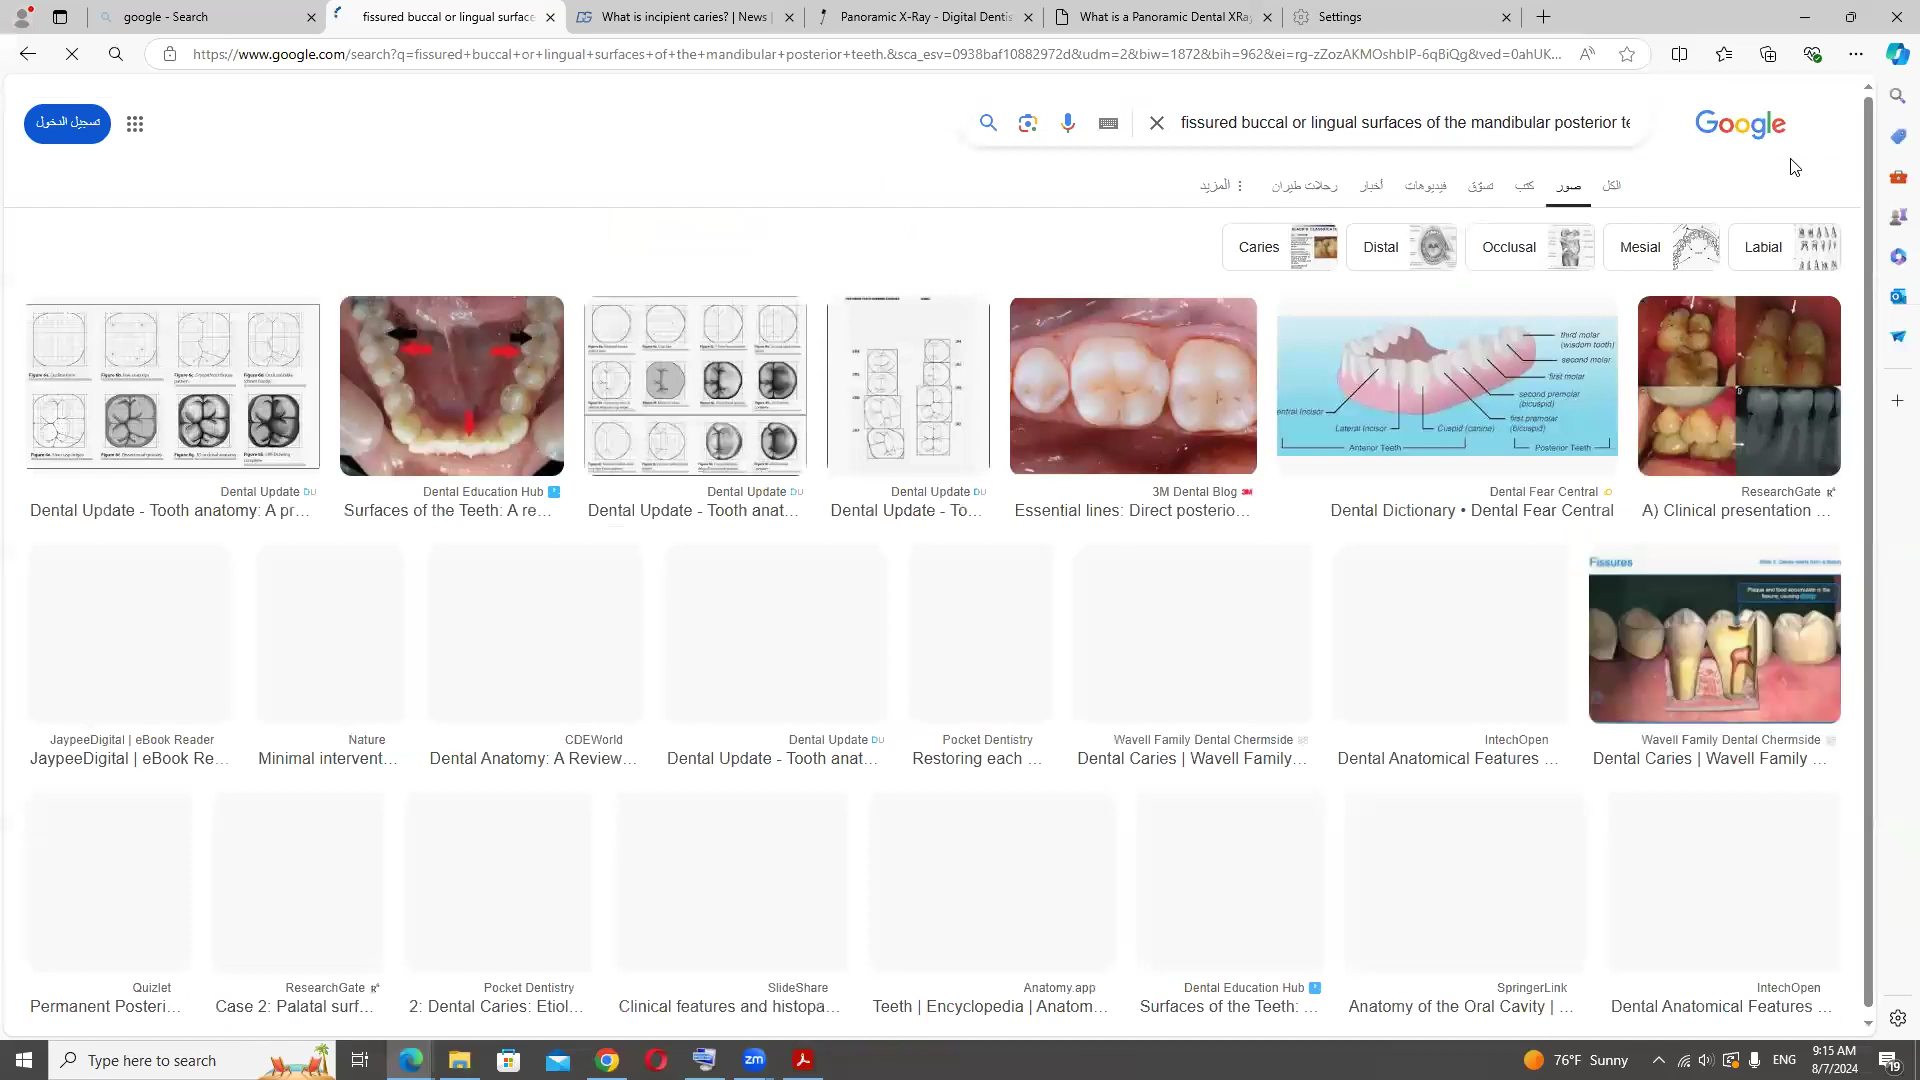 google - Search
fissured buccal or lingual surface
What is incipient caries? | News |
Panoramic X-Ray - Digital Dentis
What is a Panoramic Dental XRay
Settings
https://www.google.com/search?q=fissured+buccal+or+lingual+surfaces+of+the+mandibular+posterior+teeth.&sca_esv=0938baf10882972d&udm=2&biw=1872&bih=962&ei=rg-zZozAKMOshbIP-6qBiQg&ved=0ahUK...
تسجيل الدخول
fissured buccal or lingual surfaces of the mandibular posterior te
Google
الكل
صور
كتب
تسوّق
فيديوهات
أخبار
رحلات طيران
المزيد
Caries
Distal
Occlusal
Mesial
Labial
third molar
(wisdom tooth)
second molar
first molar
second premolar
(bicuspid)
first premolar
(bicuspid)
Cuspid (canine)
Lateral Incisor
entral Incisor
Anterior Teeth
Posterior Teeth
Dental Update
Dental Update - Tooth anatomy: A pr...
Dental Education Hub
Surfaces of the Teeth: A re...
Dental Update
Dental Update - Tooth anat...
Dental Update
Dental Update - To...
3M Dental Blog
Essential lines: Direct posterio...
Dental Fear Central
Dental Dictionary • Dental Fear Central
ResearchGate
A) Clinical presentation ...
Fissures
JaypeeDigital | eBook Reader
JaypeeDigital | eBook Re...
Nature
Minimal intervent...
CDEWorld
Dental Anatomy: A Review...
Dental Update
Dental Update - Tooth anat...
Pocket Dentistry
Restoring each ...
Wavell Family Dental Chermside
Dental Caries | Wavell Family...
IntechOpen
Dental Anatomical Features ...
Wavell Family Dental Chermside
Dental Caries | Wavell Family ...
Quizlet
Permanent Posteri...
ResearchGate
Case 2: Palatal surf...
Pocket Dentistry
2: Dental Caries: Etiol...
SlideShare
Clinical features and histopa...
Anatomy.app
Teeth | Encyclopedia | Anatom...
Dental Education Hub
Surfaces of the Teeth: ...
SpringerLink
Anatomy of the Oral Cavity | ...
IntechOpen
Dental Anatomical Features ...
Type here to search
zm
76°F Sunny
ENG
9:15 AM
8/7/2024
19